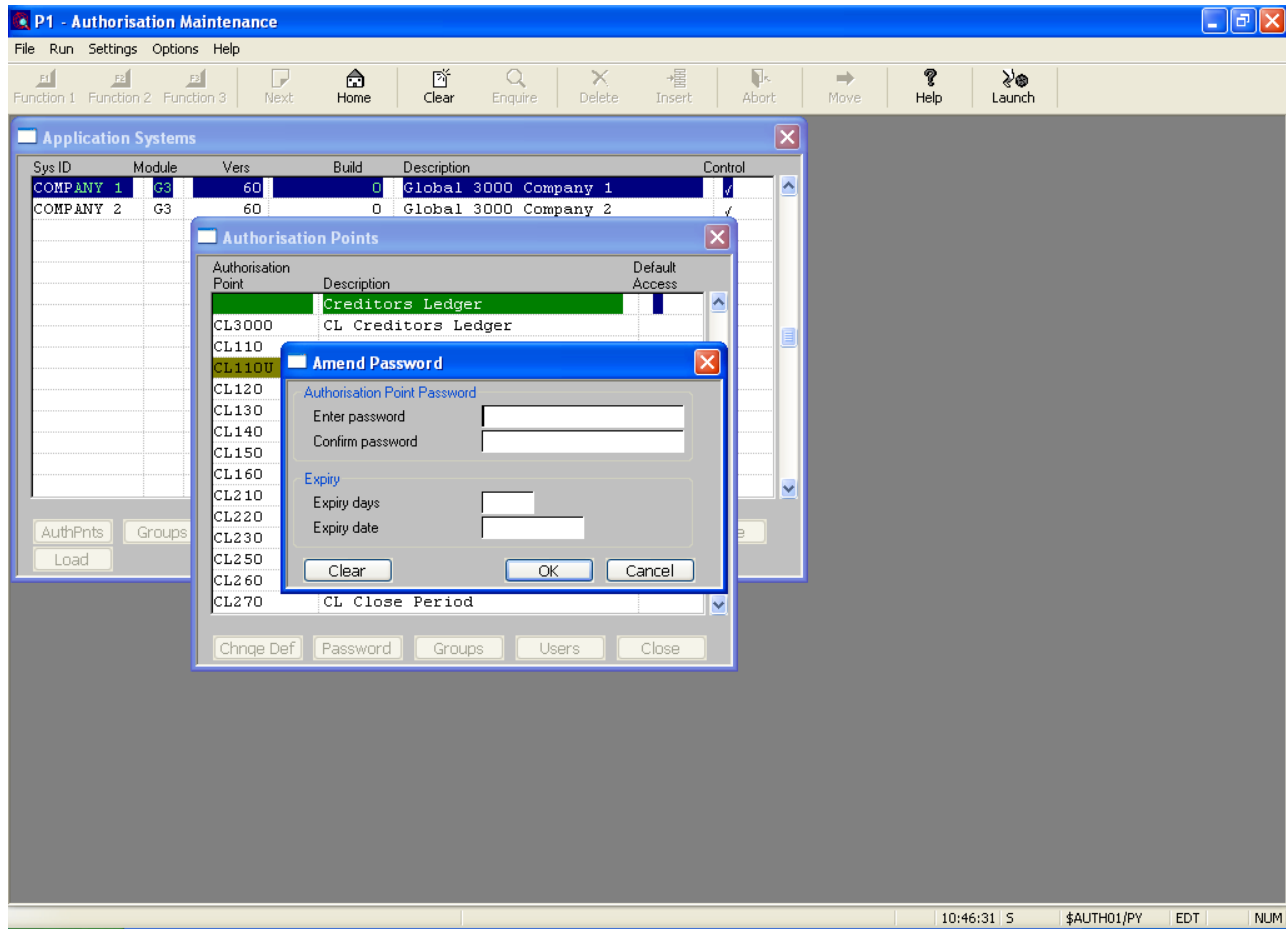 P1 - Authorisation Maintenance
File Run Settings Options Help
F1 F2 F3
Function 1 Function 2 Function 3 Next Home Clear Enquire Delete Insert Abort Move Help Launch
Application Systems
Sys ID Module Vers Build Description Control
COMPANY 1 G3 60 0 Global 3000 Company 1 √
COMPANY 2 G3 60 0 Global 3000 Company 2 √
Authorisation Points
Authorisation Point Description Default Access
Creditors Ledger
CL3000 CL Creditors Ledger
CL110
CL110U
CL120
CL130
CL140
CL150
CL160
CL210
CL220
CL230
CL250
CL260
CL270 CL Close Period
Amend Password
Authorisation Point Password
Enter password
Confirm password
Expiry
Expiry days
Expiry date
Clear OK Cancel
AuthPnts Groups e
Load
Chnge Def Password Groups Users Close
10:46:31 S $AUTH01/PY EDT NUM